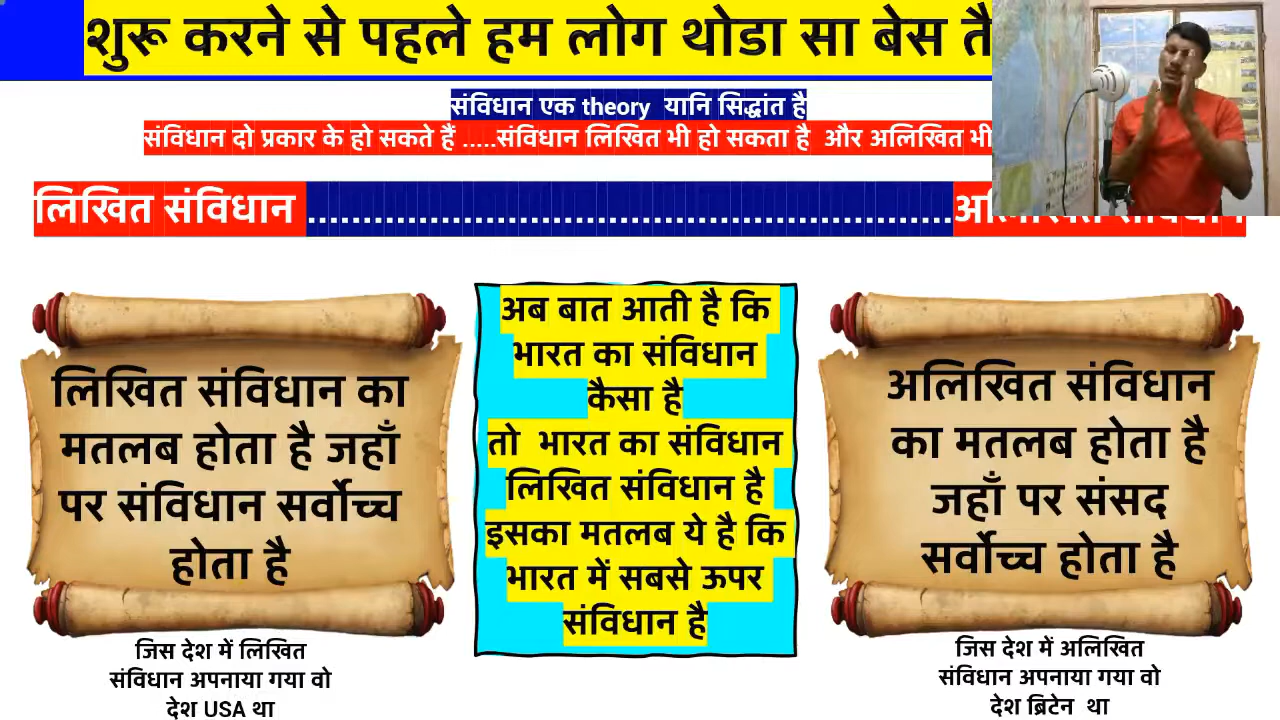 शुरू करने से पहले हम लोग थोडा सा बेस
संविधान एक theory यानि सिद्धांत है
संविधान दो प्रकार के हो सकते हैं .....संविधान लिखित भी हो सकता है और अलिखित भी
लिखित संविधान ............................................अलिखित संविधान
लिखित संविधान का
मतलब होता है जहाँ
पर संविधान सर्वोच्च
होता है
जिस देश में लिखित
संविधान अपनाया गया वो
देश USA था
अब बात आती है कि
भारत का संविधान
कैसा है
तो भारत का संविधान
लिखित संविधान है
इसका मतलब ये है कि
भारत में सबसे ऊपर
संविधान है
अलिखित संविधान
का मतलब होता है
जहाँ पर संसद
सर्वोच्च होता है
जिस देश में अलिखित
संविधान अपनाया गया वो
देश ब्रिटेन था